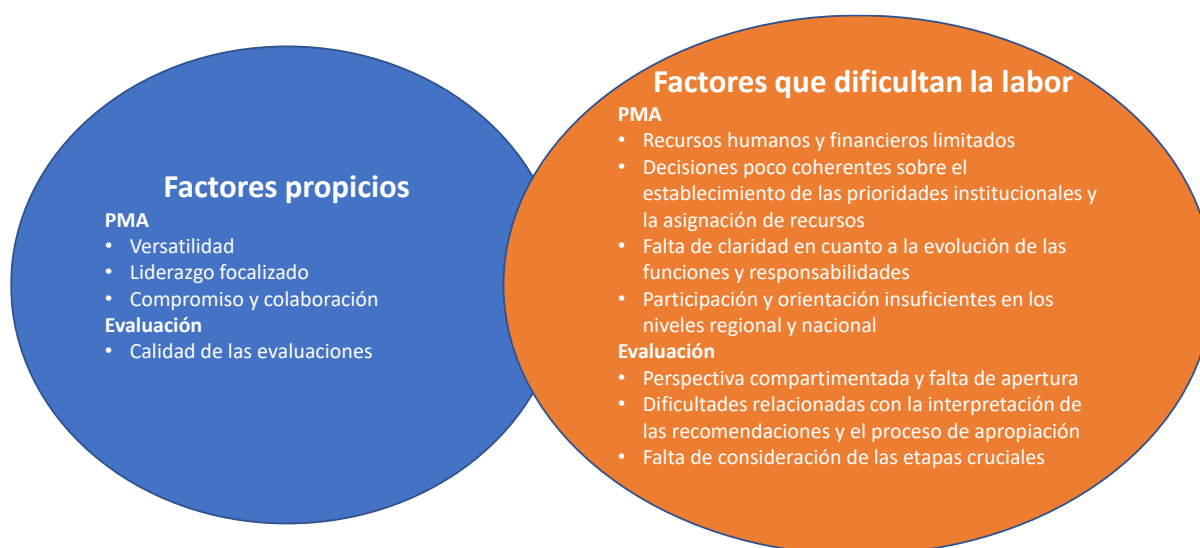 Factores propicios
PMA
• Versatilidad
• Liderazgo focalizado
• Compromiso y colaboración
Evaluación
• Calidad de las evaluaciones
Factores que dificultan la labor
PMA
• Recursos humanos y financieros limitados
• Decisiones poco coherentes sobre el
establecimiento de las prioridades institucionales y
la asignación de recursos
• Falta de claridad en cuanto a la evolución de las
funciones y responsabilidades
• Participación y orientación insuficientes en los
niveles regional y nacional
Evaluación
• Perspectiva compartimentada y falta de apertura
• Dificultades relacionadas con la interpretación de
las recomendaciones y el proceso de apropiación
• Falta de consideración de las etapas cruciales